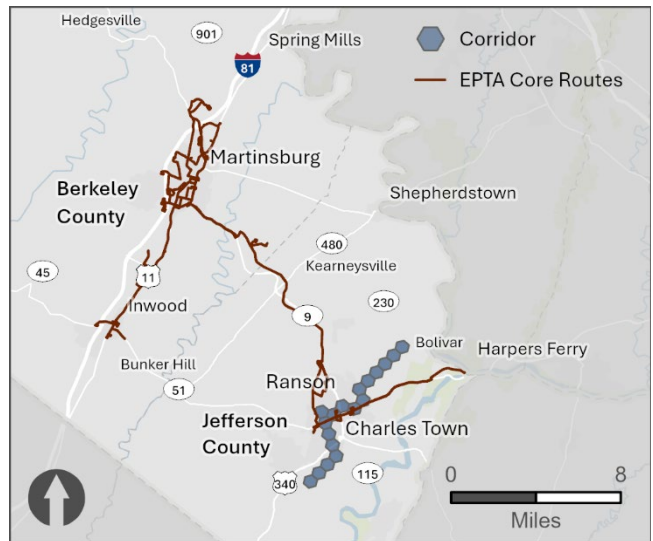 Hedgesville
901
Spring Mills
81
Corridor
EPTA Core Routes
Martinsburg
Berkeley
County
Shepherdstown
480
Kearneysville
45
11
Inwood
230
9
Bolivar
Harpers Ferry
Bunker Hill
51
Ranson
Jefferson
County
Charles Town
340
115
0
8
Miles